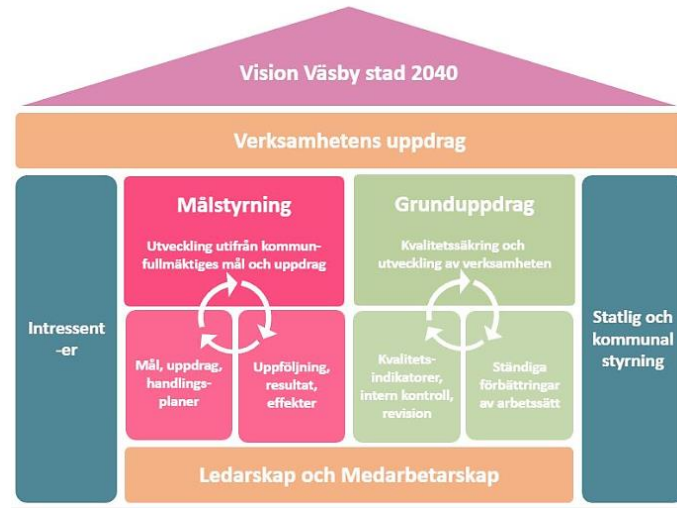 Vision Väsby stad 2040
Verksamhetens uppdrag
Intressent
-er
Målstyrning
Utveckling utifrån kommun-
fullmäktiges mål och uppdrag
Mål, uppdrag,
handlings-
planer
Uppföljning,
resultat,
effekter
Grunduppdrag
Kvalitetssäkring och
utveckling av verksamheten
Kvalitets-
indikatorer,
intern kontroll,
revision
Ständiga
förbättringar
av arbetssätt
Statlig och
kommunal
styrning
Ledarskap och Medarbetarskap